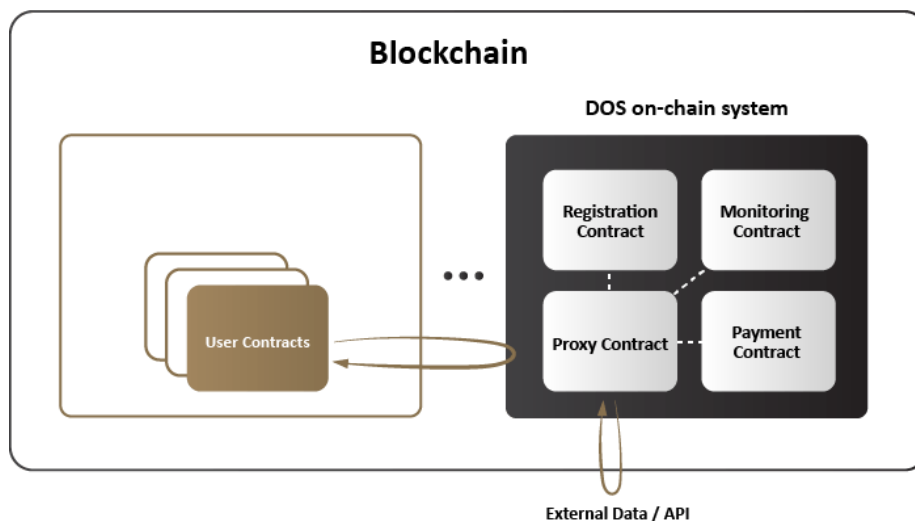 Blockchain
DOS on-chain system
Registration
Contract
Monitoring
Contract
User Contracts
Proxy Contract
Payment
Contract
External Data / API